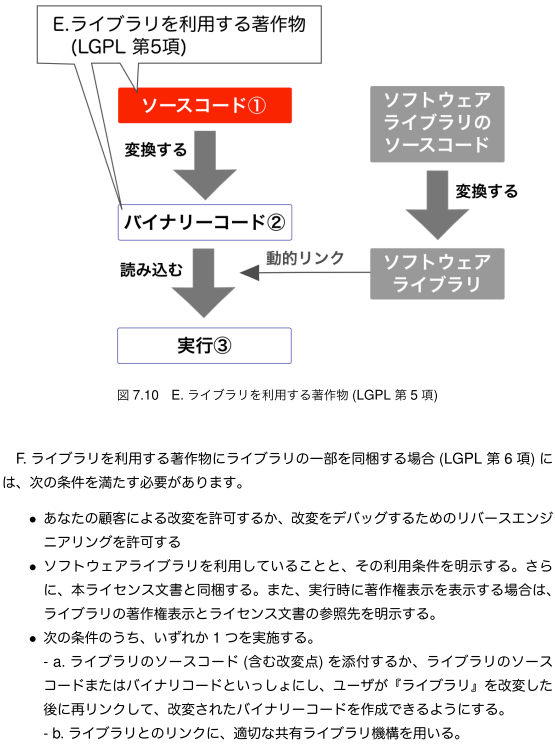 E.ライブラリを利用する著作物
(LGPL 第5項)
ソースコード①
ソフトウェア
ライブラリの
ソースコード
変換する
変換する
バイナリーコード②
読み込む
動的リンク
ソフトウェア
ライブラリ
実行③
図 7.10 E. ライブラリを利用する著作物 (LGPL 第 5 項)
F. ライブラリを利用する著作物にライブラリの一部を同梱する場合 (LGPL 第 6 項) に
は、次の条件を満たす必要があります。
● あなたの顧客による改変を許可するか、改変をデバッグするためのリバースエンジ
ニアリングを許可する
● ソフトウェアライブラリを利用していることと、その利用条件を明示する。さら
に、本ライセンス文書と同梱する。また、実行時に著作権表示を表示する場合は、
ライブラリの著作権表示とライセンス文書の参照先を明示する。
● 次の条件のうち、いずれか 1 つを実施する。
- a. ライブラリのソースコード (含む改変点) を添付するか、ライブラリのソース
コードまたはバイナリコードといっしょにし、ユーザが『ライブラリ』を改変した
後に再リンクして、改変されたバイナリーコードを作成できるようにする。
- b. ライブラリとのリンクに、適切な共有ライブラリ機構を用いる。